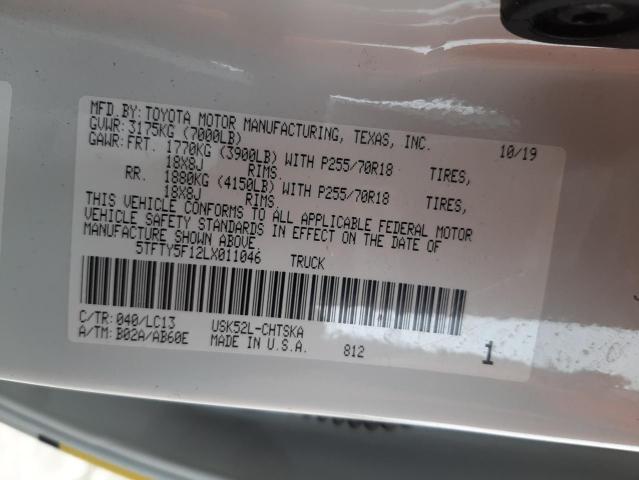 MFD.BY: TOYOTA MOTOR MANUFACTURING, TEXAS, INC. 10/19
GVWR: 3175KG (7000LB)
GAWR: FRT. 1770KG (3900LB) WITH P255/70R18 TIRES,
18X8J RIMS.
RR. 1880KG (4150LB) WITH P255/70R18 TIRES,
18X8J RIMS.
THIS VEHICLE CONFORMS TO ALL APPLICABLE FEDERAL MOTOR
VEHICLE SAFETY STANDARDS IN EFFECT ON THE DATE OF
MANUFACTURE SHOWN ABOVE.
5TFTY5F12LX011046 TRUCK
C/TR: 040/LC13 USK52L-CHTSKA
A/TM: B02A/AB60E MADE IN U.S.A. 812 1